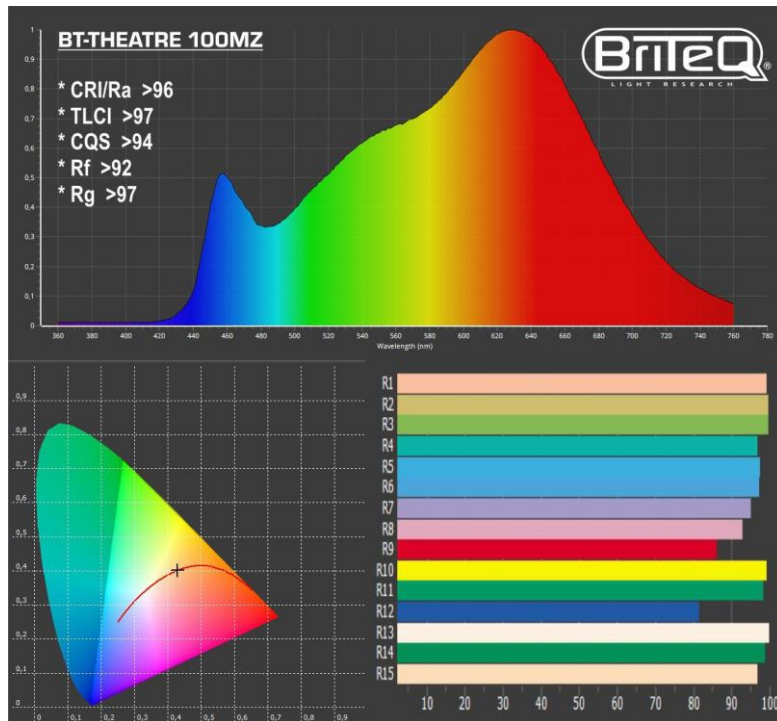 BT-THEATRE 100MZ
BRITEQ®
LIGHT RESEARCH
* CRI/Ra >96
* TLCI >97
* CQS >94
* Rf >92
* Rg >97
1
0,9
0,8
0,7
0,6
0,5
0,4
0,3
0,2
0,1
0
360 380 400 420 440 460 480 500 520 540 560 580 600 620 640 660 680 700 720 740 760 780
Wavelength (nm)
0,9
0,8
0,7
0,6
0,5
0,4
0,3
0,2
0,1
0
0 0,1 0,2 0,3 0,4 0,5 0,6 0,7 0,8 0,9
R1
R2
R3
R4
R5
R6
R7
R8
R9
R10
R11
R12
R13
R14
R15
10 20 30 40 50 60 70 80 90 100